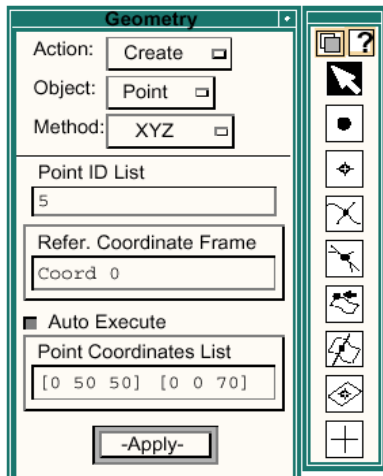 Geometry
Action: Create
Object: Point
Method: XYZ
Point ID List
5
Refer. Coordinate Frame
Coord 0
Auto Execute
Point Coordinates List
[0 50 50] [0 0 70]
-Apply-
?